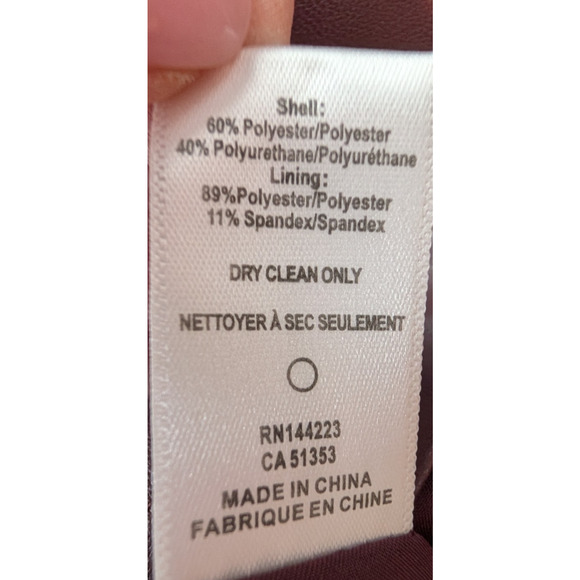 Shell:
60% Polyester/Polyester
40% Polyurethane/Polyuréthane
Lining:
89%Polyester/Polyester
11% Spandex/Spandex
DRY CLEAN ONLY
NETTOYER À SEC SEULEMENT
RN144223
CA 51353
MADE IN CHINA
FABRIQUE EN CHINE